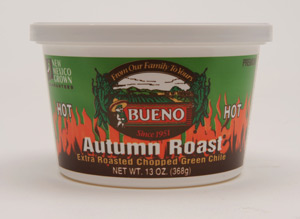 NEW
MEXICO
GROWN
From Our Family To Yours
HOT
BUENO
HOT
Since 1951
Autumn Roast
Extra Roasted Chopped Green Chile
NET WT. 13 OZ. (368g)